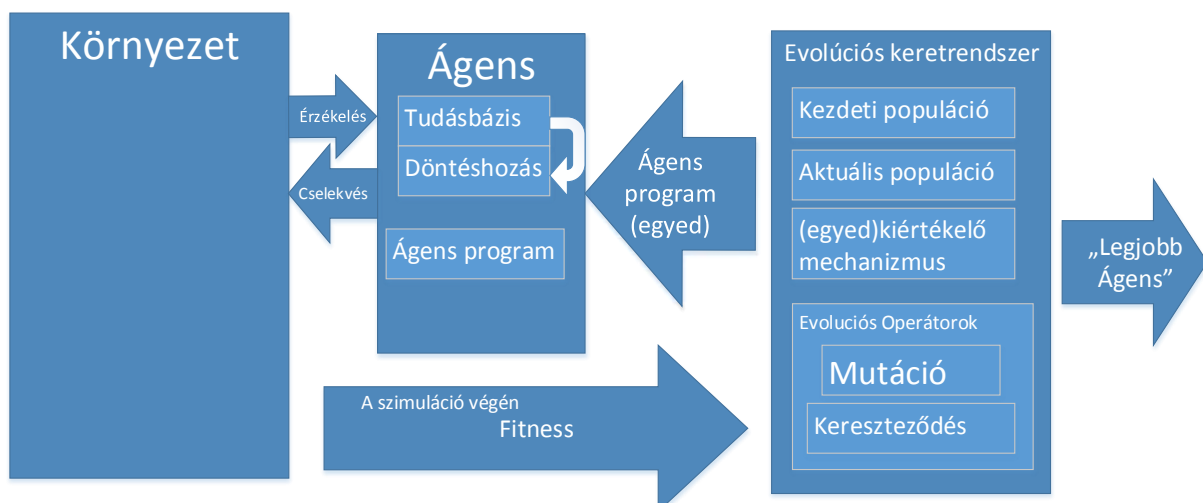 Környezet
Érzékelés
Cselekvés
Ágens
Tudásbázis
Döntéshozás
Ágens program
Ágens
program
(egyed)
A szimuláció végén
Fitness
Evolúciós keretrendszer
Kezdeti populáció
Aktuális populáció
(egyed)kiértékelő
mechanizmus
Evoluciós Operátorok
Mutáció
Kereszteződés
„Legjobb
Ágens”